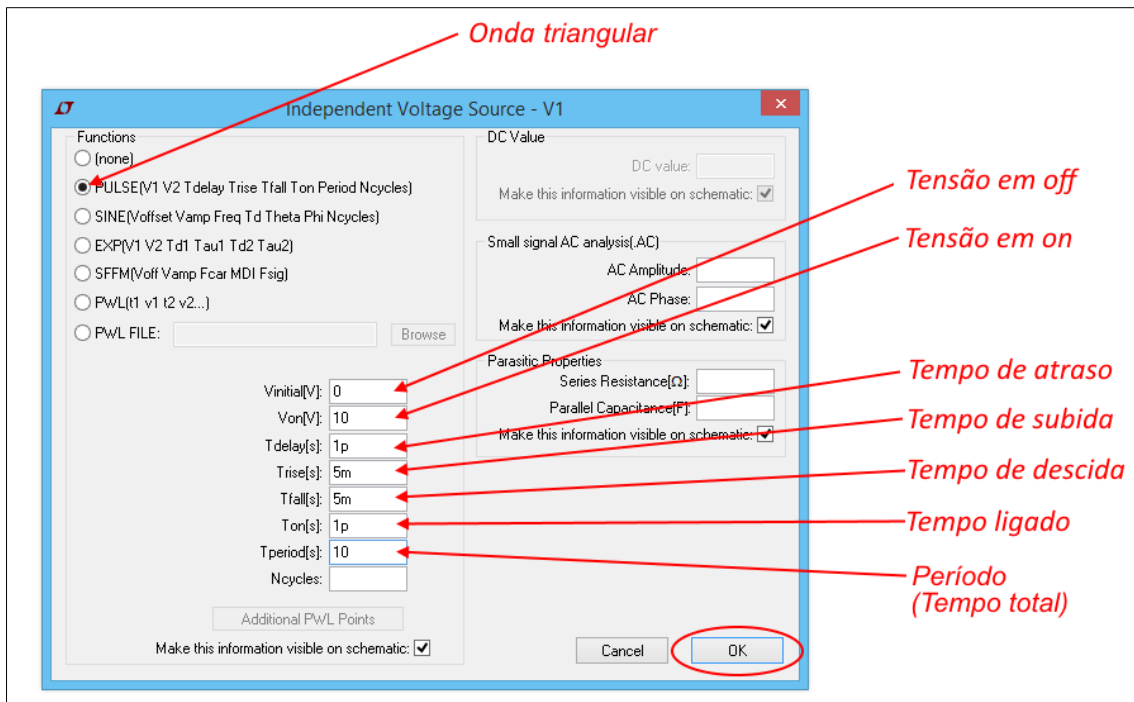 Onda triangular
Independent Voltage Source - V1
Functions
(none)
PULSE(V1 V2 Tdelay Trise Tfall Ton Period Ncycles)
SINE(Voffset Vamp Freq Td Theta Phi Ncycles)
EXP(V1 V2 Td1 Tau1 Td2 Tau2)
SFFM(Voff Vamp Fcar MDI Fsig)
PWL(t1 v1 t2 v2...)
PWL FILE:
Browse
Vinitial[V]: 0
Von[V]: 10
Tdelay[s]: 1p
Trise[s]: 5m
Tfall[s]: 5m
Ton[s]: 1p
Tperiod[s]: 10
Ncycles:
Additional PWL Points
Make this information visible on schematic:
DC Value
DC value:
Make this information visible on schematic:
Small signal AC analysis(.AC)
AC Amplitude:
AC Phase:
Make this information visible on schematic:
Parasitic Properties
Series Resistance[Ω]:
Parallel Capacitance[F]:
Make this information visible on schematic:
Cancel
OK
Tensão em off
Tensão em on
Tempo de atraso
Tempo de subida
Tempo de descida
Tempo ligado
Período
(Tempo total)